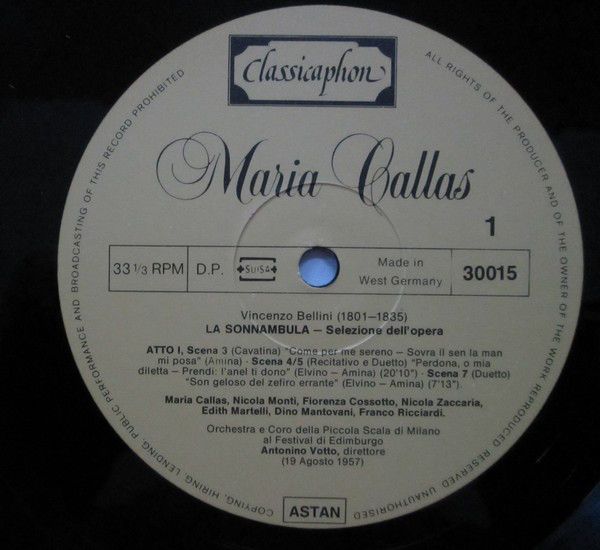 Classicaphon
ALL RIGHTS OF THE PRODUCER AND OF THE OWNER OF THE WORK REPRODUCED RESERVED UNAUTHORISED COPYING, HIRING, LENDING, PUBLIC PERFORMANCE AND BROADCASTING OF THIS RECORD PROHIBITED
Maria Callas
1
33 1/3 RPM
D.P.
SUISA
Made in
West Germany
30015
Vincenzo Bellini (1801–1835)
LA SONNAMBULA – Selezione dell'opera
ATTO I, Scena 3 (Cavatina) "Come per me sereno – Sovra il sen la man
mi posa" (Amina) · Scena 4/5 (Recitativo e Duetto) "Perdona, o mia
diletta – Prendi: l'anel ti dono" (Elvino – Amina) (20'10") · Scena 7 (Duetto)
"Son geloso del zefiro errante" (Elvino – Amina) (7'13").
Maria Callas, Nicola Monti, Fiorenza Cossotto, Nicola Zaccaria,
Edith Martelli, Dino Mantovani, Franco Ricciardi.
Orchestra e Coro della Piccola Scala di Milano
al Festival di Edimburgo
Antonino Votto, direttore
(19 Agosto 1957)
ASTAN